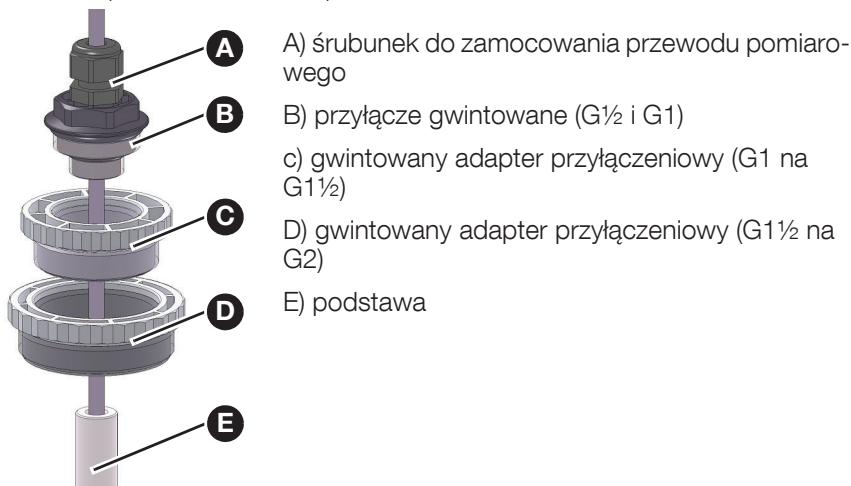 A
B
C
D
E
A) śrubunek do zamocowania przewodu pomiaro-
wego
B) przyłącze gwintowane (G½ i G1)
c) gwintowany adapter przyłączeniowy (G1 na
G1½)
D) gwintowany adapter przyłączeniowy (G1½ na
G2)
E) podstawa